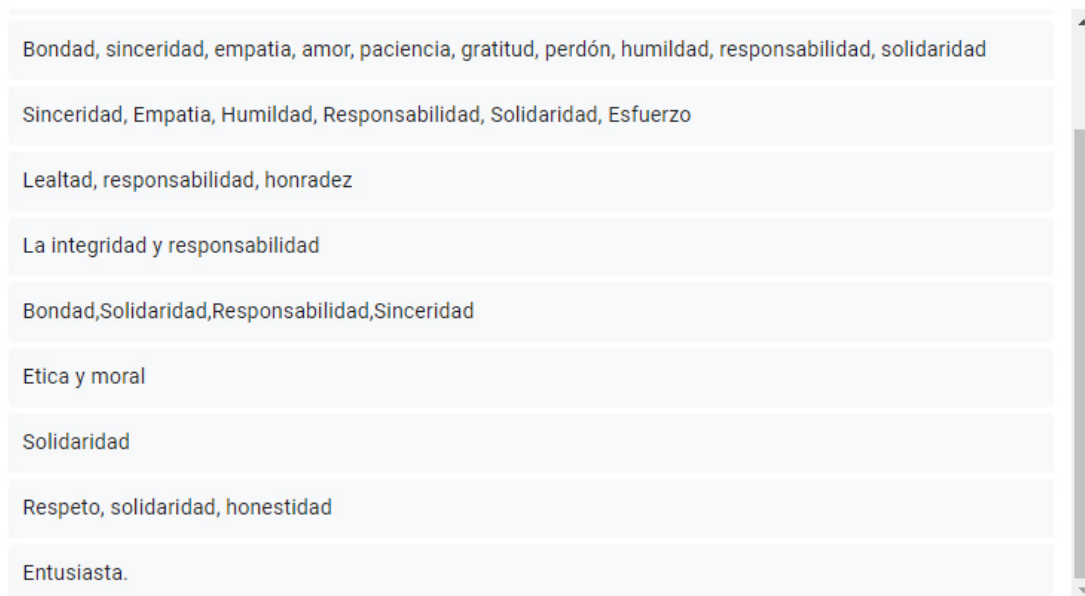 Bondad, sinceridad, empatia, amor, paciencia, gratitud, perdón, humildad, responsabilidad, solidaridad
Sinceridad, Empatia, Humildad, Responsabilidad, Solidaridad, Esfuerzo
Lealtad, responsabilidad, honradez
La integridad y responsabilidad
Bondad,Solidaridad,Responsabilidad,Sinceridad
Etica y moral
Solidaridad
Respeto, solidaridad, honestidad
Entusiasta.